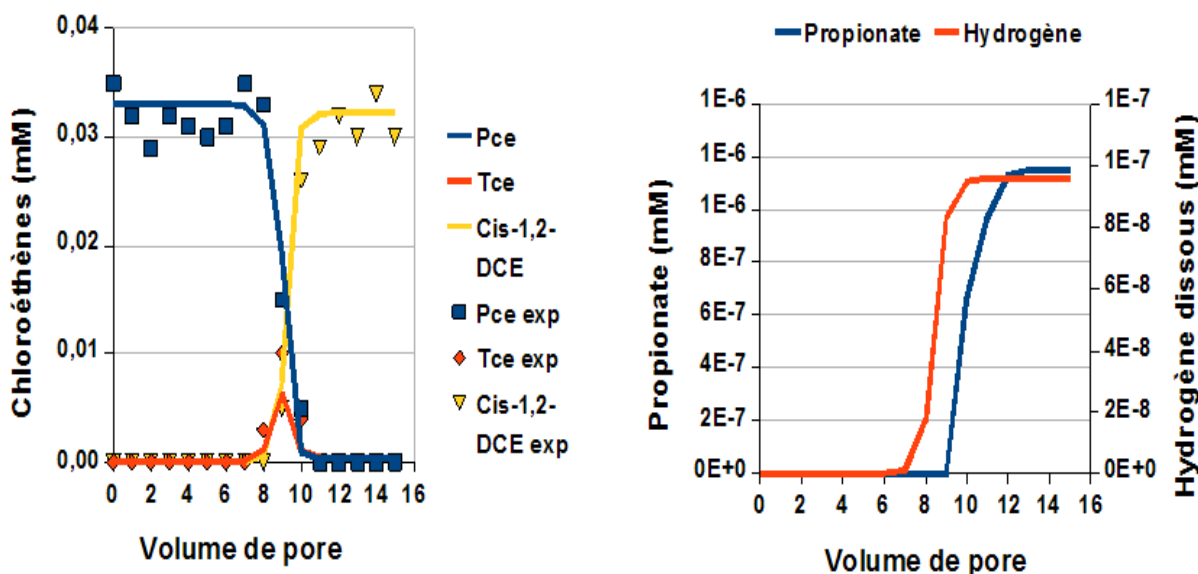 0,04
0,03
0,02
0,01
0,00
Chloroéthènes (mM)
0 2 4 6 8 10 12 14 16
Volume de pore
Pce
Tce
Cis-1,2-
DCE
Pce exp
Tce exp
Cis-1,2-
DCE exp
Propionate Hydrogène
1E-6
1E-6
1E-6
8E-7
6E-7
4E-7
2E-7
0E+0
Propionate (mM)
1E-7
1E-7
8E-8
6E-8
4E-8
2E-8
0E+0
Hydrogène dissous (mM)
0 2 4 6 8 10 12 14 16
Volume de pore